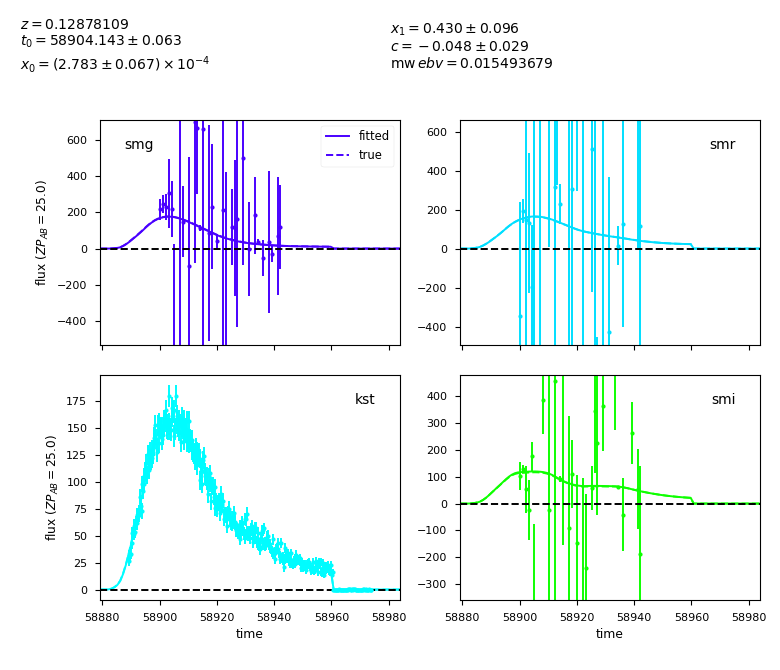 z = 0.12878109
t₀ = 58904.143 ± 0.063
x₀ = (2.783 ± 0.067) × 10⁻⁴
x₁ = 0.430 ± 0.096
c = −0.048 ± 0.029
mw ebv = 0.015493679
smg
fitted
true
600
400
200
0
−200
−400
flux (ZP_AB = 25.0)
smr
600
400
200
0
−200
−400
kst
175
150
125
100
75
50
25
0
flux (ZP_AB = 25.0)
58880 58900 58920 58940 58960 58980
time
smi
400
300
200
100
0
−100
−200
−300
58880 58900 58920 58940 58960 58980
time